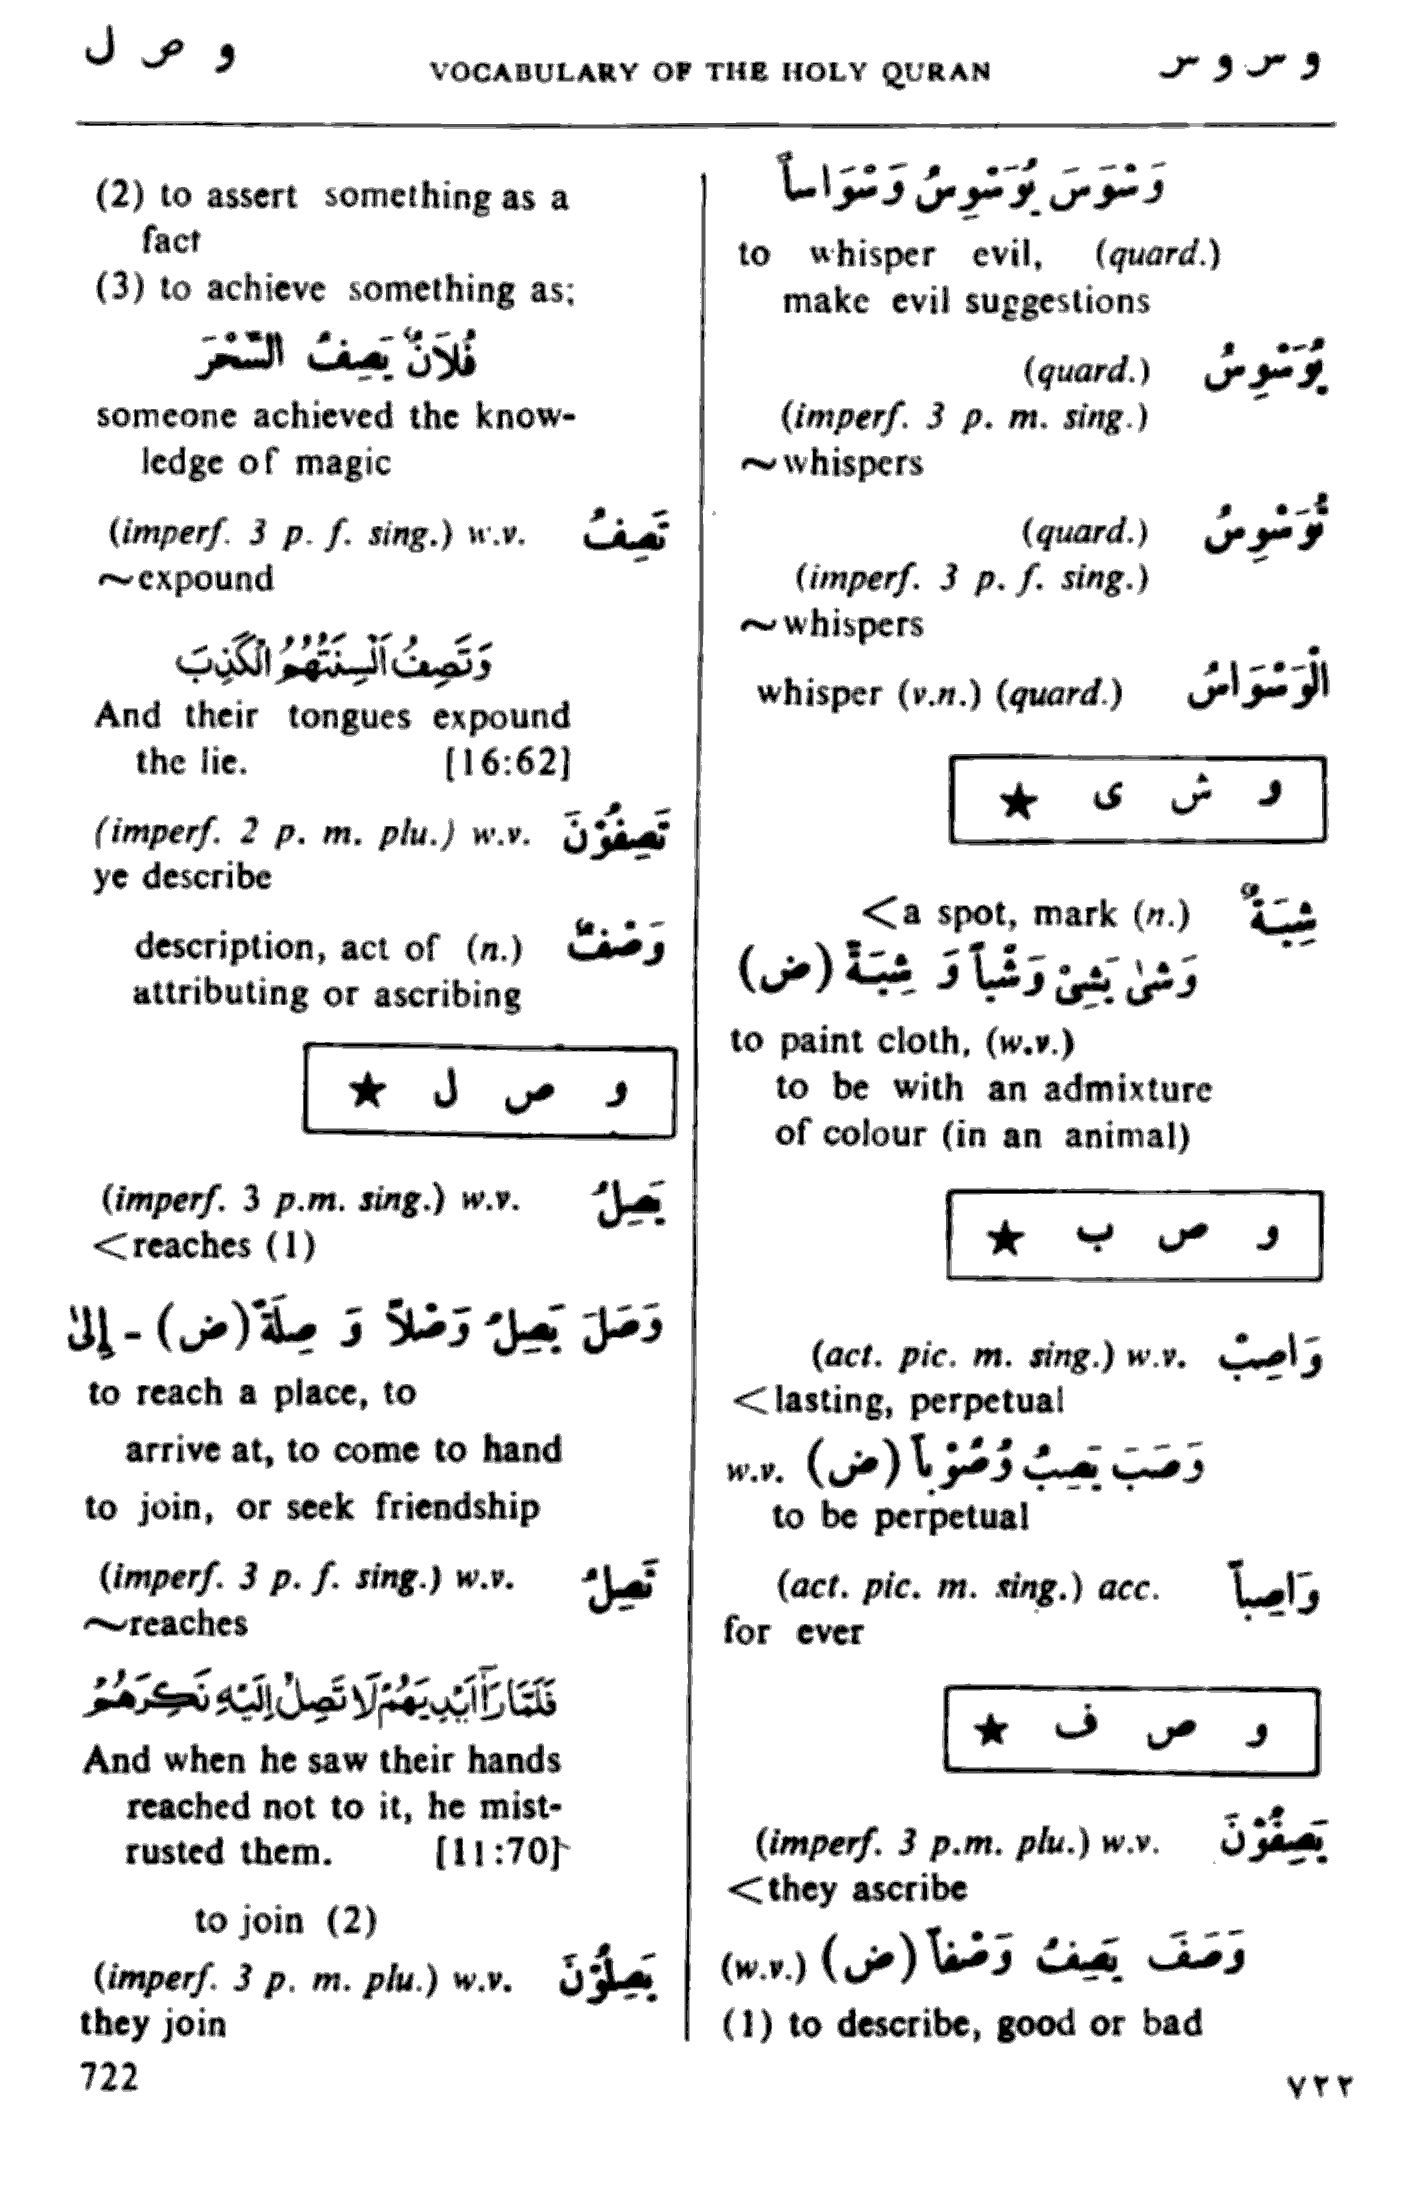 و س و س VOCABULARY OF THE HOLY QURAN و ص ل
وَسْوَسَ يُوَسْوِسُ وَسْوَاساً
to whisper evil, (quard.)
make evil suggestions
يُوَسْوِسُ (quard.)
(imperf. 3 p. m. sing.)
~whispers
تُوَسْوِسُ (quard.)
(imperf. 3 p. f. sing.)
~whispers
الْوَسْوَاسُ whisper (v.n.) (quard.)
و ش ى ★
شِيَةٌ <a spot, mark (n.)
وَشىٰ يَشِىْ وَشْياً وَ شِيَةً (ض)
to paint cloth, (w.v.)
to be with an admixture
of colour (in an animal)
و ص ب ★
وَاصِبْ (act. pic. m. sing.) w.v.
<lasting, perpetual
وَصَبَ يَصِبُ وُصُوْباً (ض) w.v.
to be perpetual
وَاصِباً (act. pic. m. sing.) acc.
for ever
و ص ف ★
يَصِفُوْنَ (imperf. 3 p.m. plu.) w.v.
<they ascribe
وَصَفَ يَصِفُ وَصْفاً (ض) (w.v.)
(1) to describe, good or bad
(2) to assert something as a
fact
(3) to achieve something as:
فُلَانٌ يَصِفُ السِّحْرَ
someone achieved the know-
ledge of magic
تَصِفُ (imperf. 3 p. f. sing.) w.v.
~expound
وَتَصِفُ اَلْسِنَتُهُمُ الْكَذِبَ
And their tongues expound
the lie. [16:62]
تَصِفُوْنَ (imperf. 2 p. m. plu.) w.v.
ye describe
وَصْفٌ description, act of (n.)
attributing or ascribing
و ص ل ★
يَصِلُ (imperf. 3 p.m. sing.) w.v.
<reaches (1)
وَصَلَ يَصِلُ وَصْلاً وَ صِلَةً (ض) - إِلىٰ
to reach a place, to
arrive at, to come to hand
to join, or seek friendship
تَصِلُ (imperf. 3 p. f. sing.) w.v.
~reaches
فَلَمَّا رَآٰ اَيْدِيَهُمْ لَا تَصِلُ اِلَيْهِ نَكِرَهُمْ
And when he saw their hands
reached not to it, he mist-
rusted them. [11:70]
to join (2)
يَصِلُوْنَ (imperf. 3 p. m. plu.) w.v.
they join
722 ٧٢٢